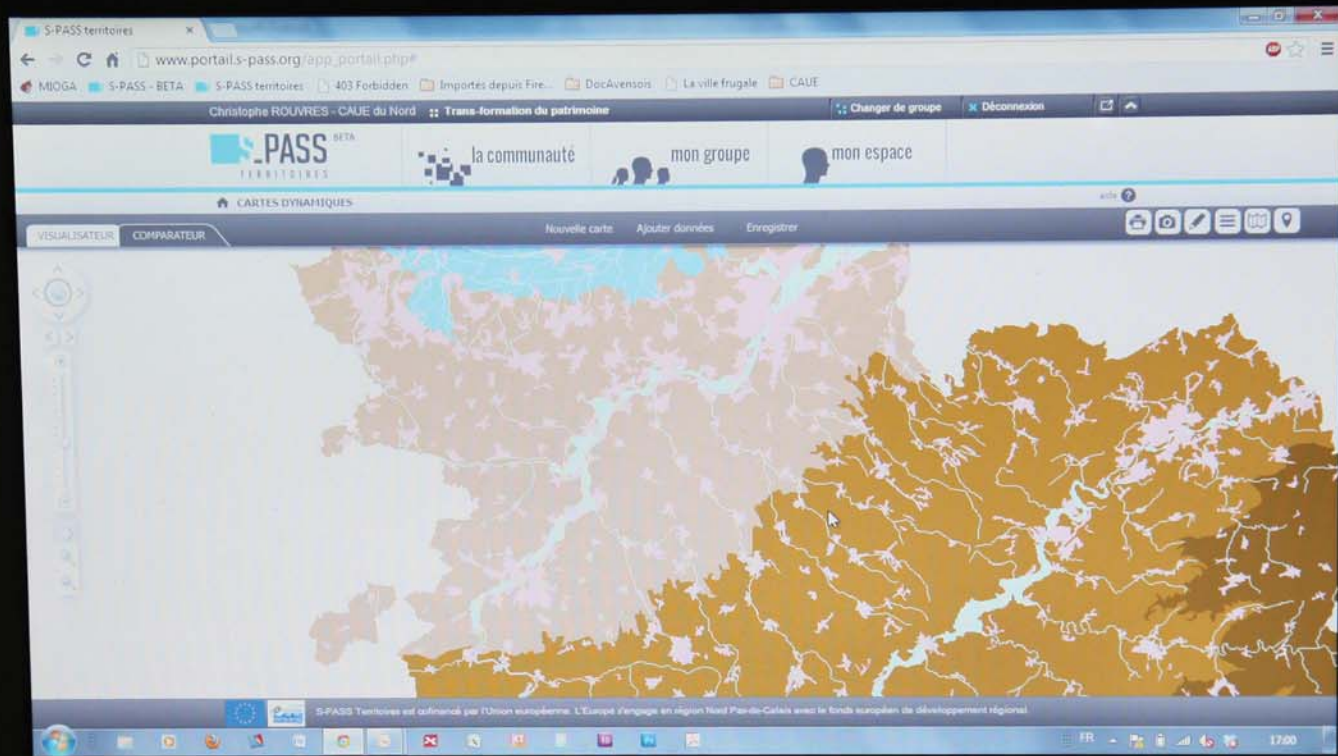 S-PASS territoires
www.portail.s-pass.org/app_portail.php#
MIOGA S-PASS - BETA S-PASS territoires 403 Forbidden Importés depuis Fire... DocAvensois La ville frugale CAUE
Christophe ROUVRES - CAUE du Nord :: Trans-formation du patrimoine Changer de groupe Déconnexion
S_PASS BETA
TERRITOIRES
la communauté mon groupe mon espace
CARTES DYNAMIQUES aide ?
VISUALISATEUR COMPARATEUR Nouvelle carte Ajouter données Enregistrer
S-PASS Territoires est cofinancé par l'Union européenne. L'Europe s'engage en région Nord Pas-de-Calais avec le fonds européen de développement régional.
FR 17:00